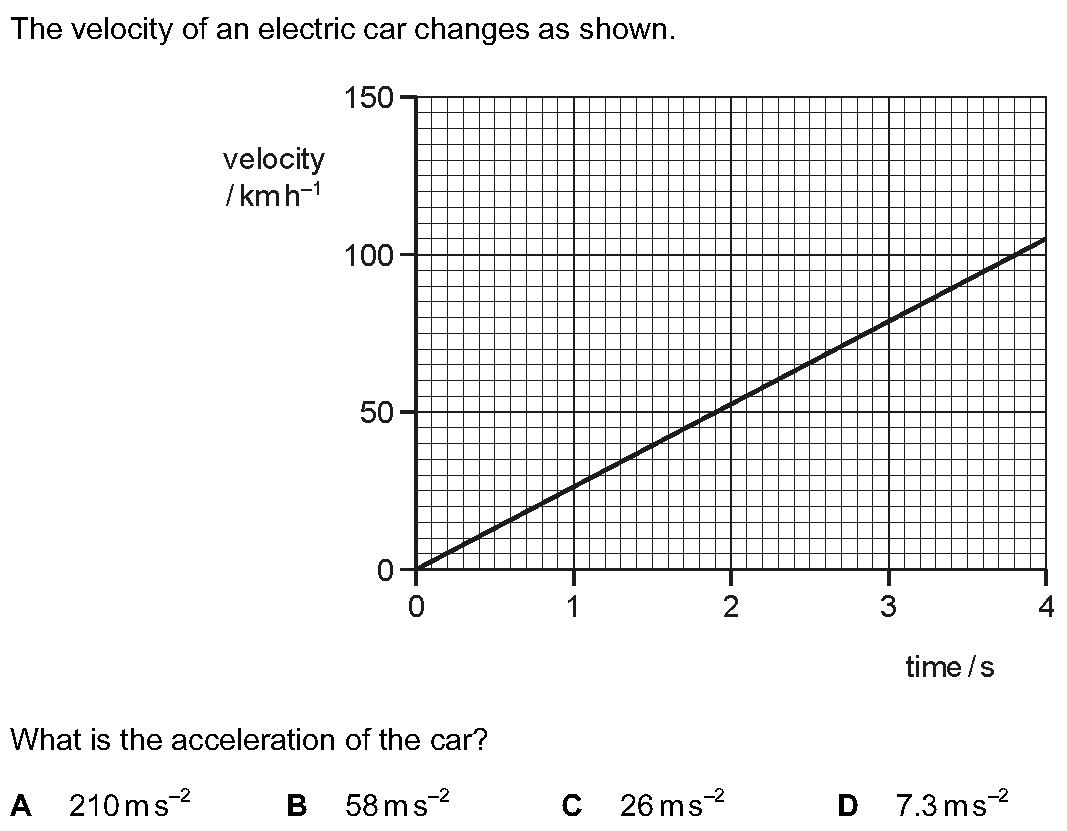 The velocity of an electric car changes as shown.
150
velocity
/ km h⁻¹
100
50
0
0 1 2 3 4
time / s
What is the acceleration of the car?
A 210 m s⁻² B 58 m s⁻² C 26 m s⁻² D 7.3 m s⁻²